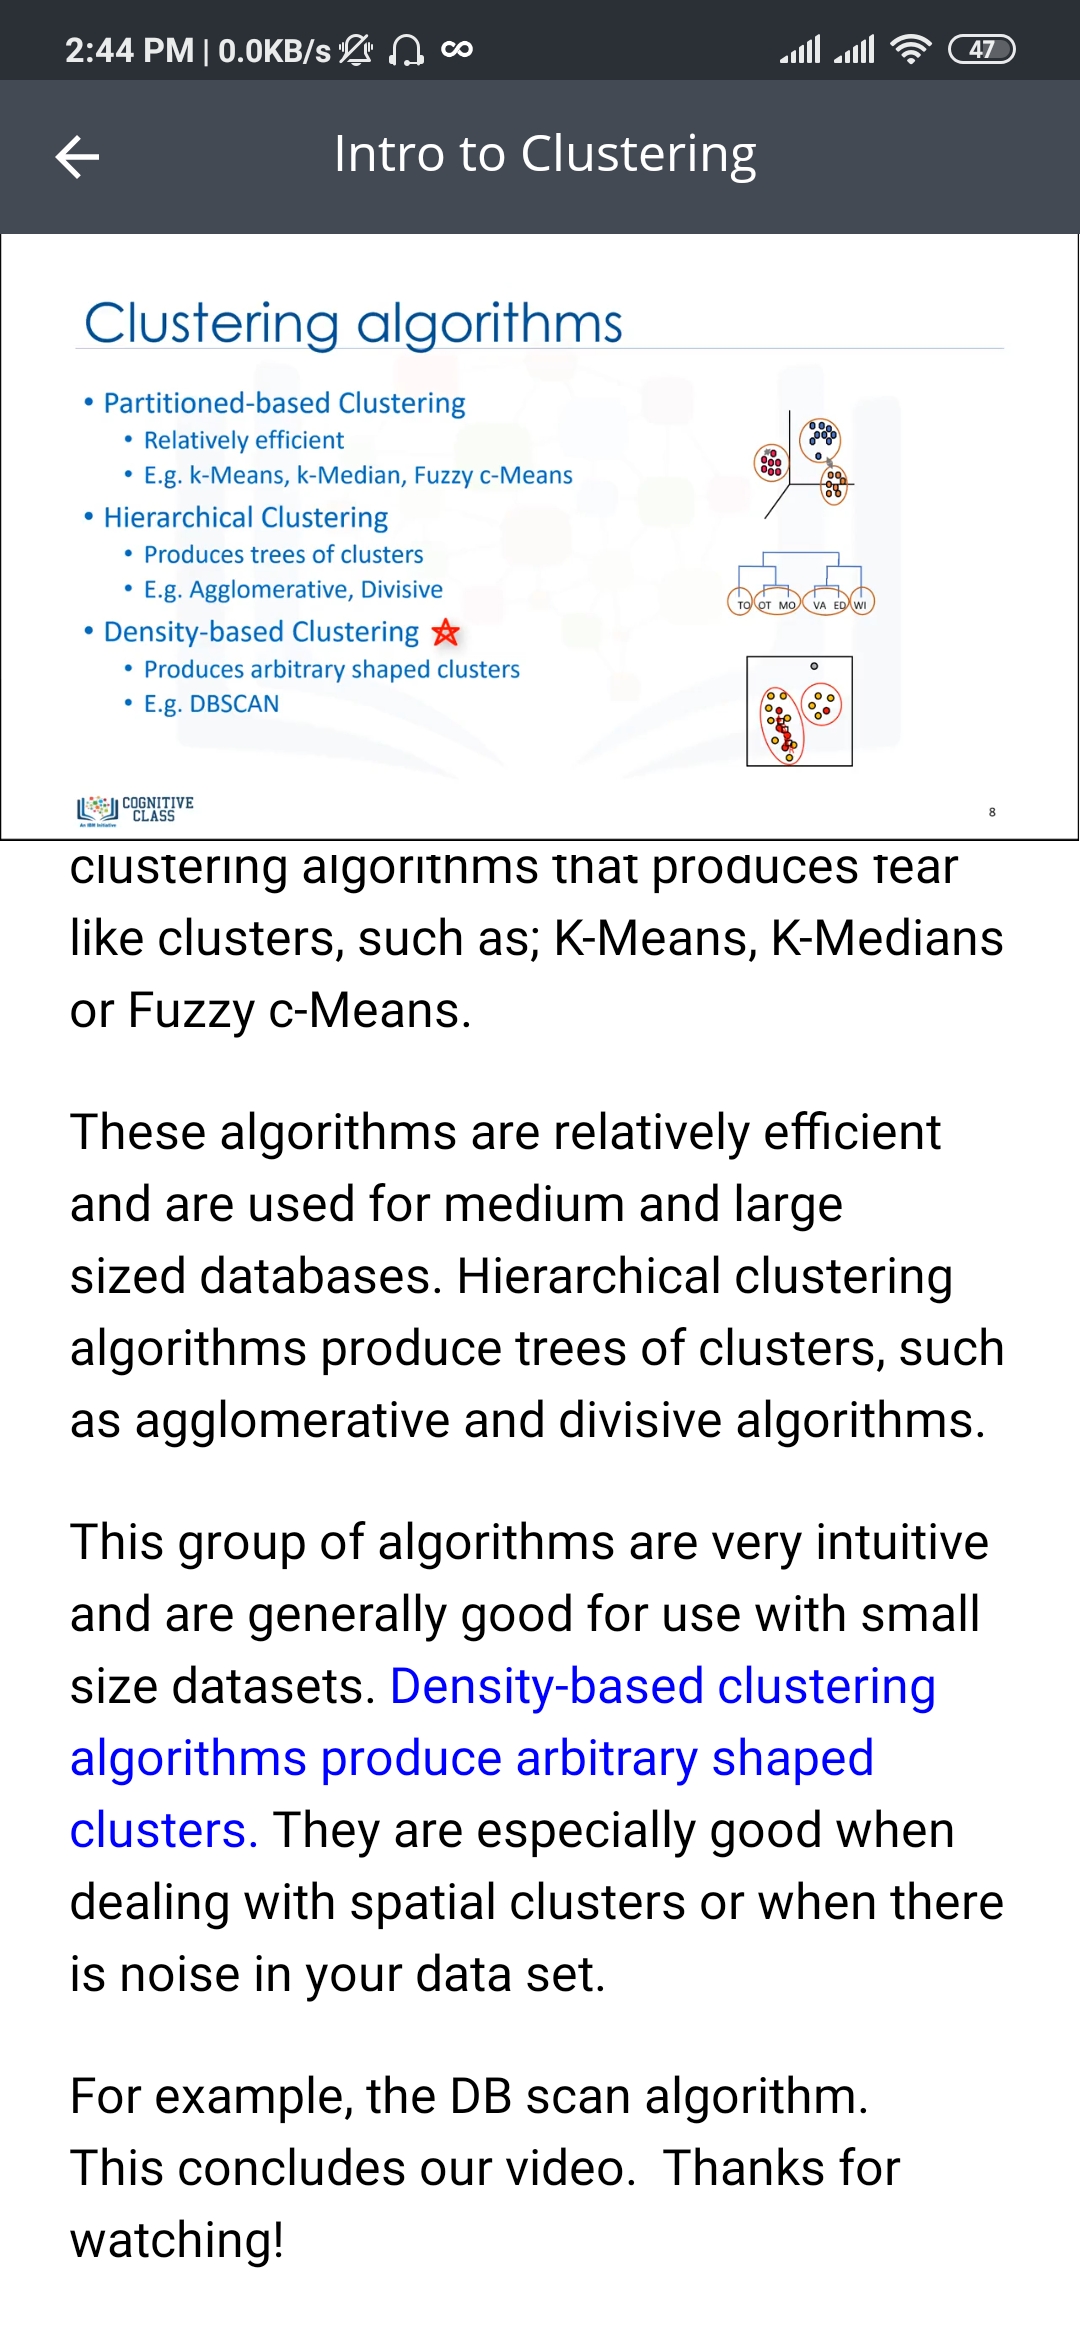 2:44 PM | 0.0KB/s
47
Intro to Clustering
Clustering algorithms
• Partitioned-based Clustering
• Relatively efficient
• E.g. k-Means, k-Median, Fuzzy c-Means
• Hierarchical Clustering
• Produces trees of clusters
• E.g. Agglomerative, Divisive
• Density-based Clustering
• Produces arbitrary shaped clusters
• E.g. DBSCAN
TO OT MO VA ED WI
COGNITIVE
CLASS
An IBM Initiative
8
clustering algorithms that produces fear
like clusters, such as; K-Means, K-Medians
or Fuzzy c-Means.
These algorithms are relatively efficient
and are used for medium and large
sized databases. Hierarchical clustering
algorithms produce trees of clusters, such
as agglomerative and divisive algorithms.
This group of algorithms are very intuitive
and are generally good for use with small
size datasets. Density-based clustering
algorithms produce arbitrary shaped
clusters. They are especially good when
dealing with spatial clusters or when there
is noise in your data set.
For example, the DB scan algorithm.
This concludes our video.  Thanks for
watching!